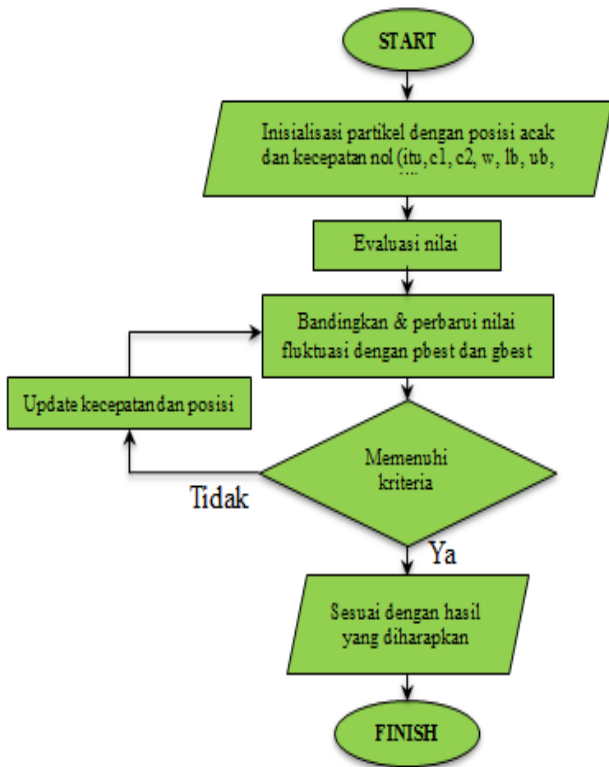 START
Inisialisasi partikel dengan posisi acak
dan kecepatan nol (itu, c1, c2, w, lb, ub,
Evaluasi nilai
Bandingkan & perbarui nilai
fluktuasi dengan pbest dan gbest
Update kecepatan dan posisi
Memenuhi
kriteria
Tidak
Ya
Sesuai dengan hasil
yang diharapkan
FINISH